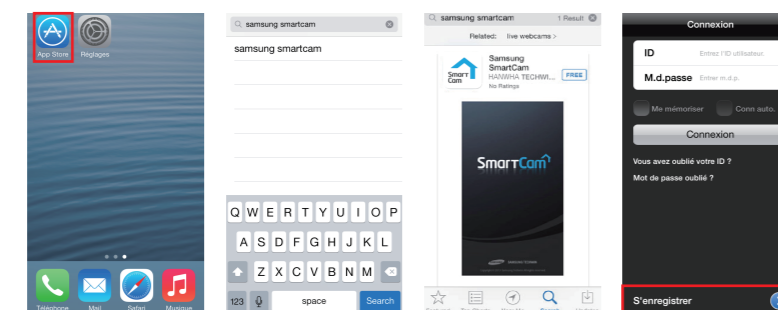 App Store
Réglages
Téléphone
Mail
Safari
Musique
samsung smartcam
samsung smartcam
Q W E R T Y U I O P
A S D F G H J K L
Z X C V B N M
123
space
Search
samsung smartcam
1 Result
Related: live webcams >
Samsung
SmartCam
HANWHA TECHWI...
No Ratings
FREE
SMART
Cam
SMARTCam
Connexion
ID
Entrez l'ID utilisateur.
M.d.passe
Entrer m.d.p.
Me mémoriser
Conn auto.
Connexion
Vous avez oublié votre ID ?
Mot de passe oublié ?
S'enregistrer